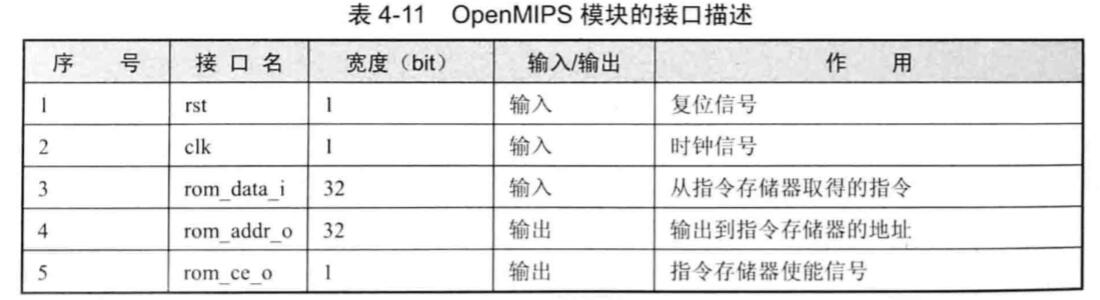 表 4-11 OpenMIPS 模块的接口描述
序 号 接 口 名 宽度（bit） 输入/输出 作 用
1 rst 1 输入 复位信号
2 clk 1 输入 时钟信号
3 rom_data_i 32 输入 从指令存储器取得的指令
4 rom_addr_o 32 输出 输出到指令存储器的地址
5 rom_ce_o 1 输出 指令存储器使能信号